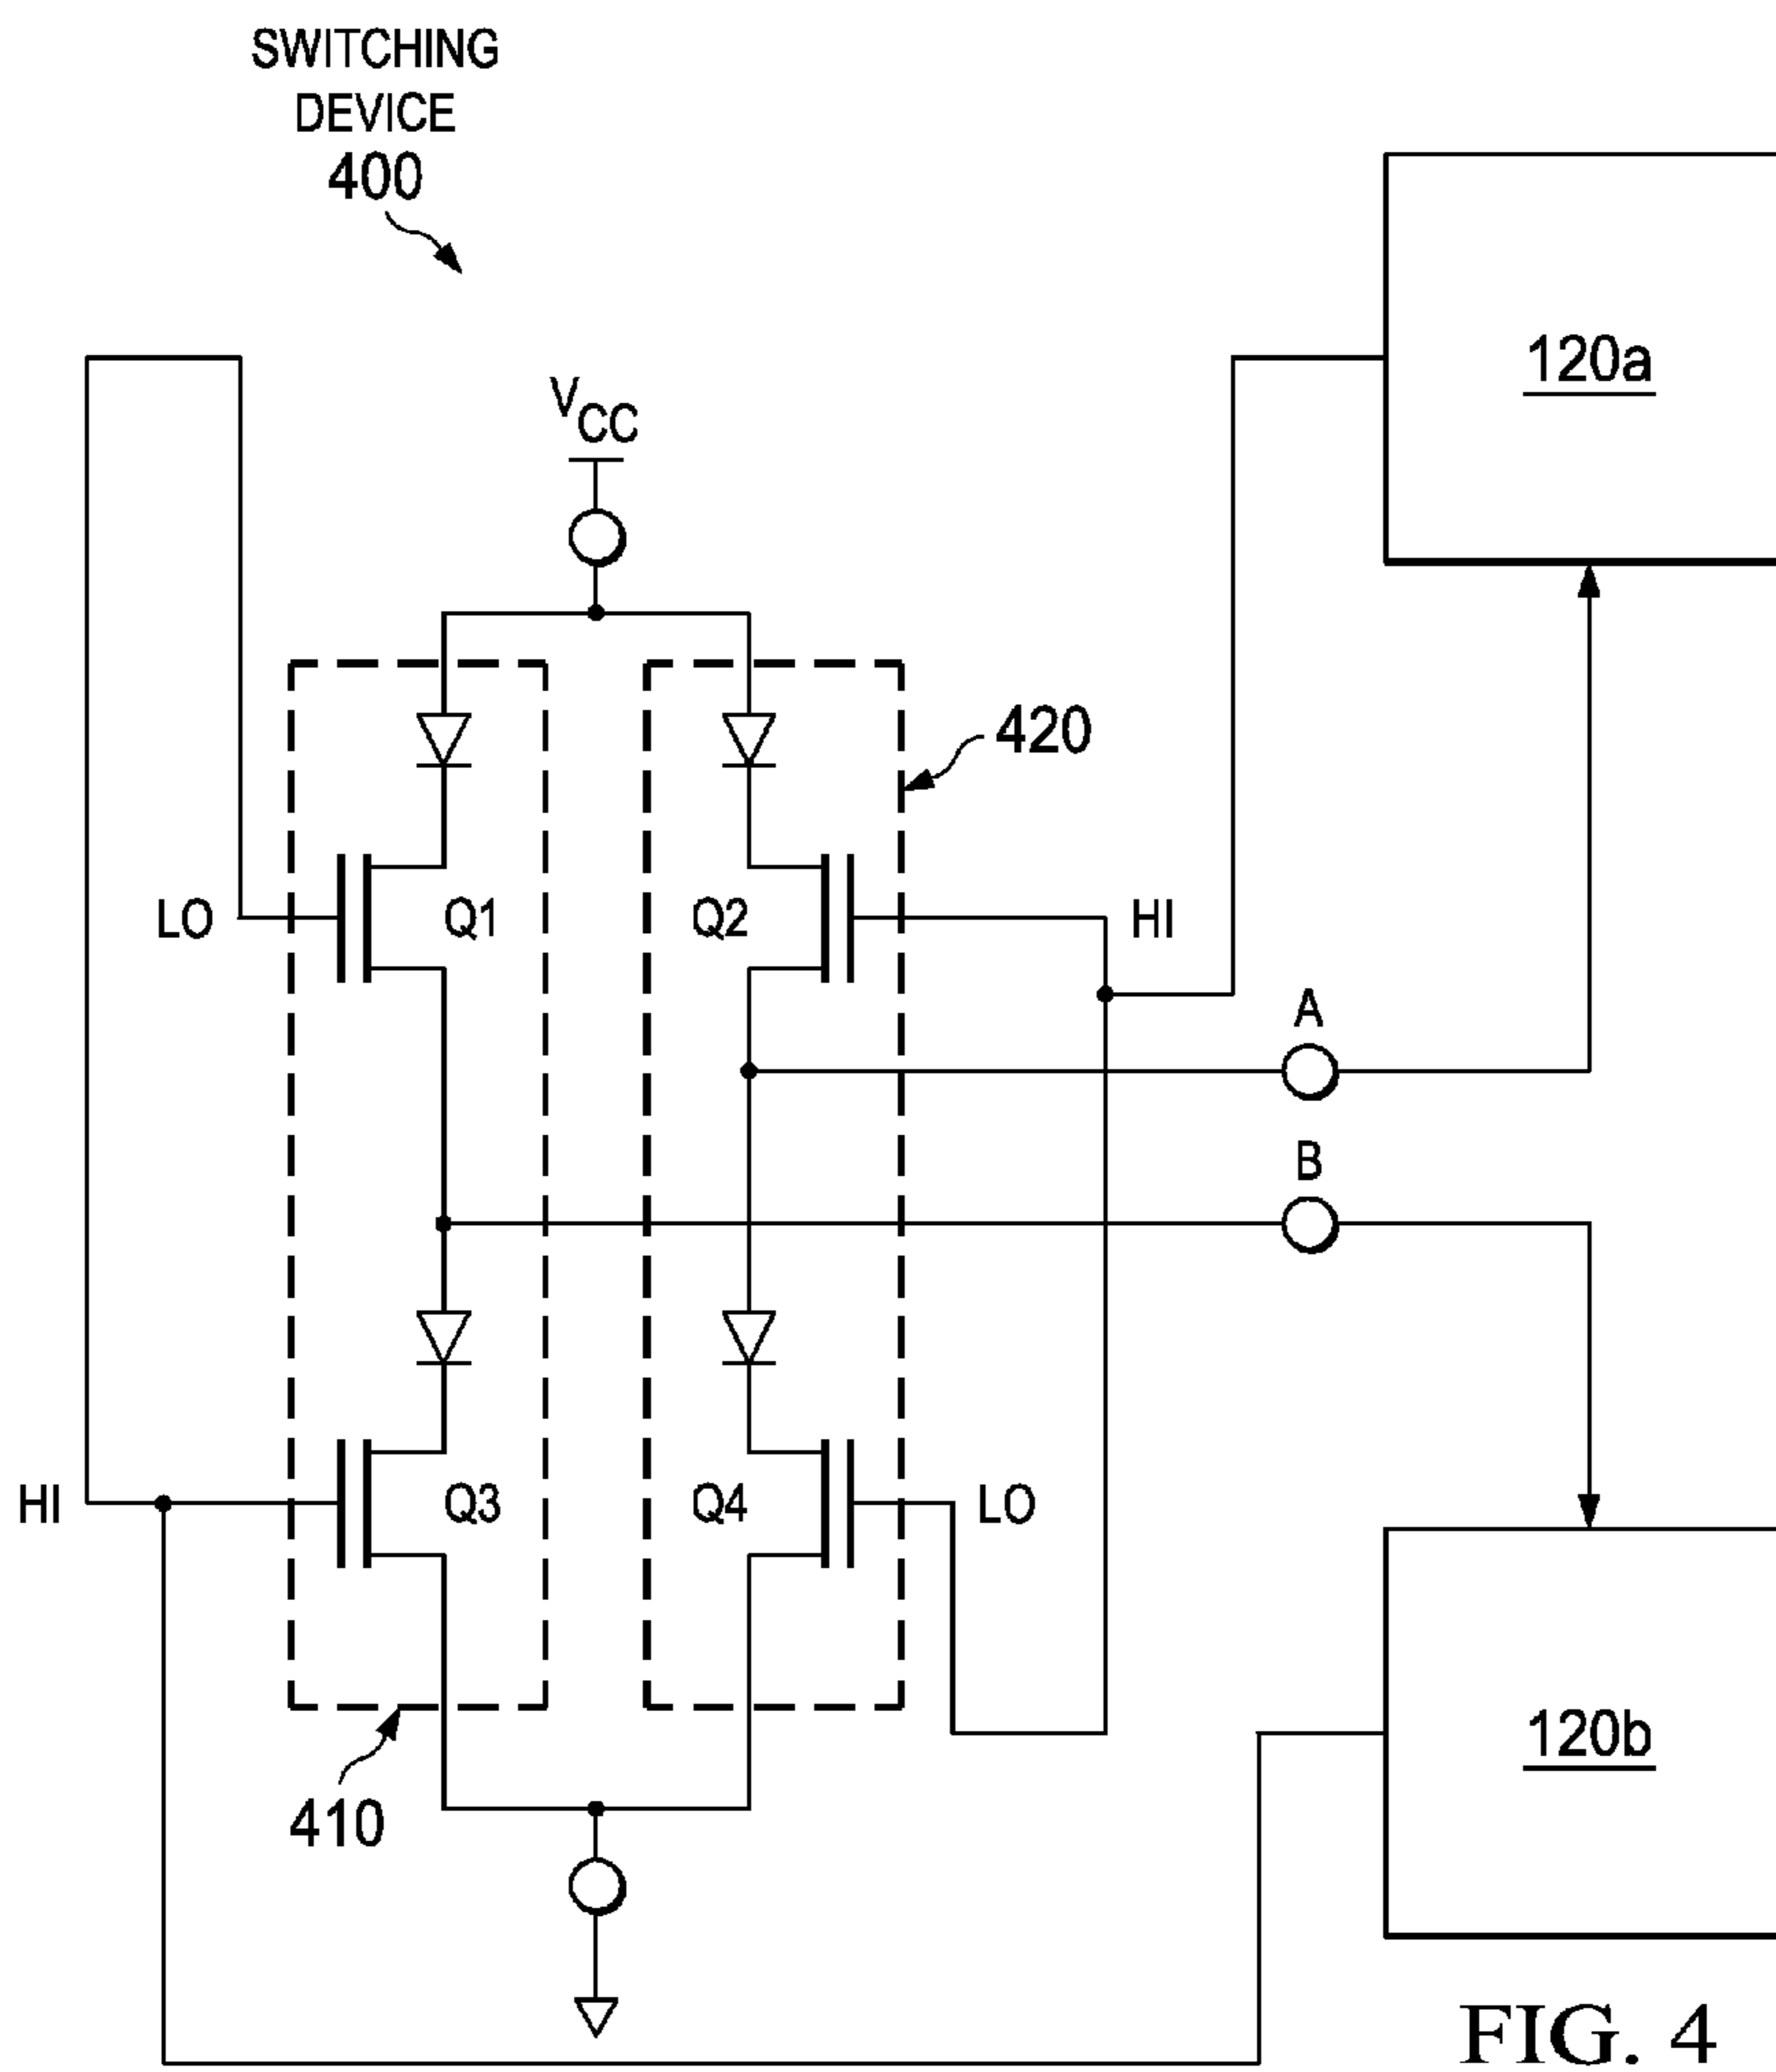 SWITCHING
DEVICE
400
120a
VCC
420
LO
Q1
Q2
HI
A
B
HI
Q3
Q4
LO
120b
410
FIG. 4